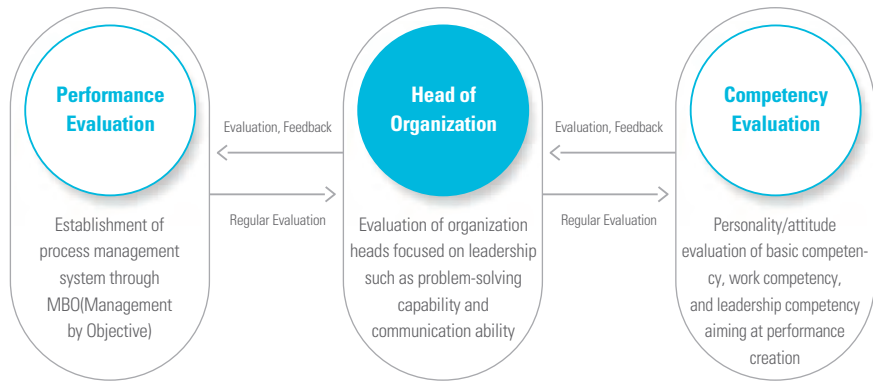 Performance
Evaluation
Establishment of
process management
system through
MBO(Management
by Objective)
Evaluation, Feedback
Regular Evaluation
Head of
Organization
Evaluation of organization
heads focused on leadership
such as problem-solving
capability and
communication ability
Evaluation, Feedback
Regular Evaluation
Competency
Evaluation
Personality/attitude
evaluation of basic competen-
cy, work competency,
and leadership competency
aiming at performance
creation